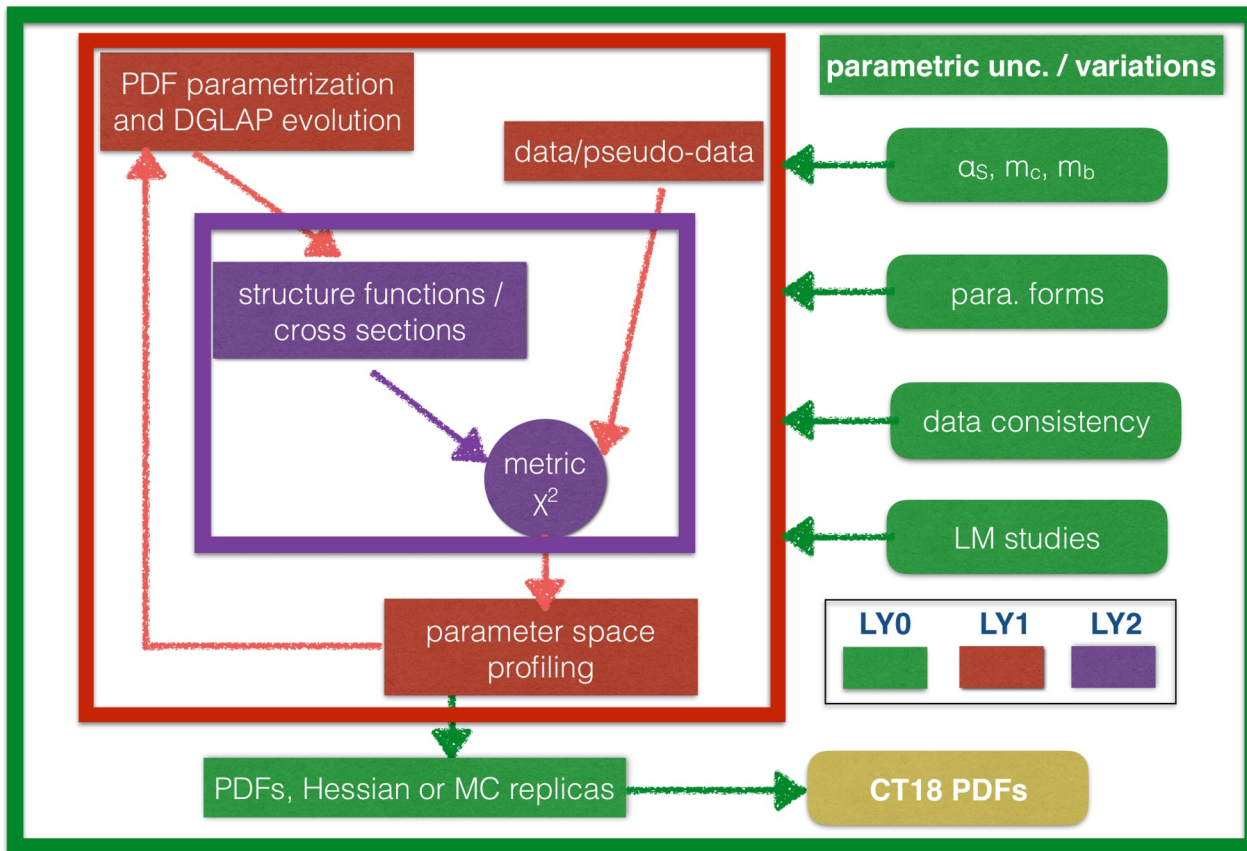 PDF parametrization
and DGLAP evolution
data/pseudo-data
structure functions /
cross sections
metric
χ²
parameter space
profiling
PDFs, Hessian or MC replicas
CT18 PDFs
parametric unc. / variations
αS, mc, mb
para. forms
data consistency
LM studies
LY0 LY1 LY2